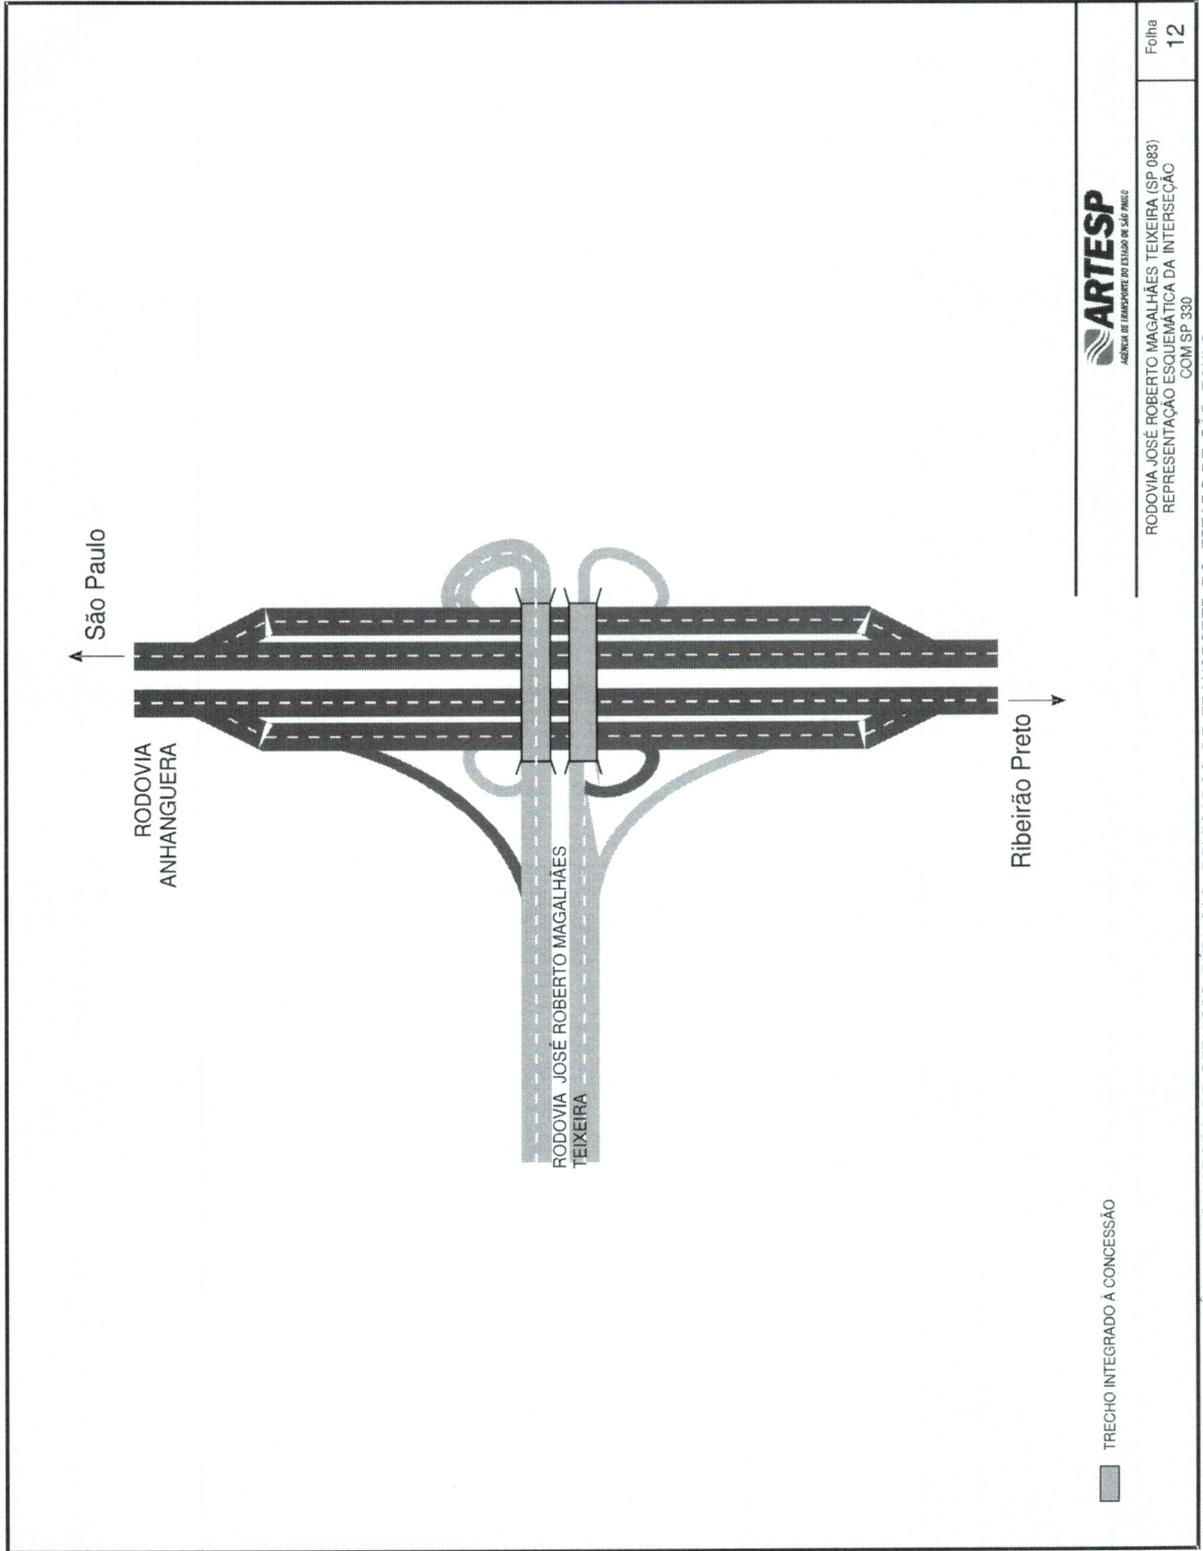 São Paulo
RODOVIA
ANHANGUERA
RODOVIA JOSÉ ROBERTO MAGALHÃES
TEIXEIRA
Ribeirão Preto
TRECHO INTEGRADO À CONCESSÃO
ARTESP
AGÊNCIA DE TRANSPORTE DO ESTADO DE SÃO PAULO
RODOVIA JOSÉ ROBERTO MAGALHÃES TEIXEIRA (SP 083)
REPRESENTAÇÃO ESQUEMÁTICA DA INTERSEÇÃO
COM SP 330
Folha
12